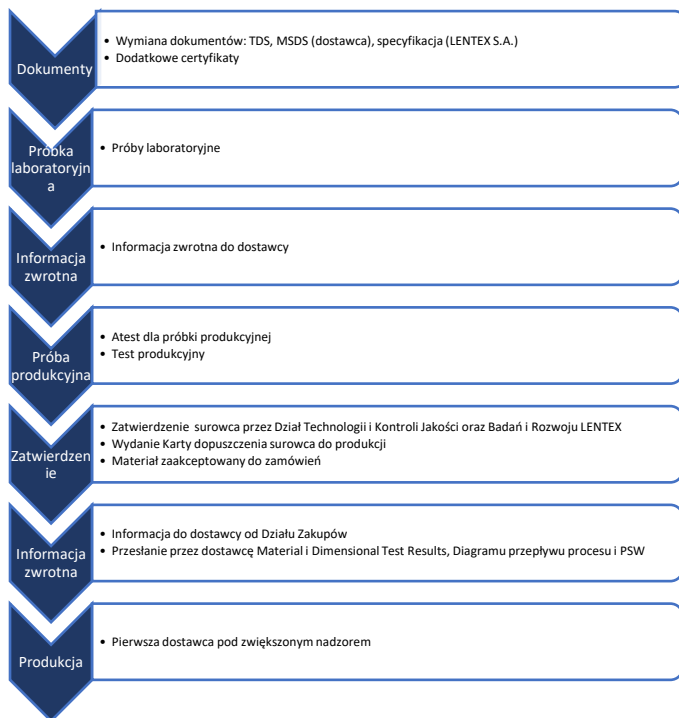 Dokumenty
• Wymiana dokumentów: TDS, MSDS (dostawca), specyfikacja (LENTEX S.A.)
• Dodatkowe certyfikaty
Próbka
laboratoryjn
a
• Próby laboratoryjne
Informacja
zwrotna
• Informacja zwrotna do dostawcy
Próba
produkcyjna
• Atest dla próbki produkcyjnej
• Test produkcyjny
Zatwierdzen
ie
• Zatwierdzenie surowca przez Dział Technologii i Kontroli Jakości oraz Badań i Rozwoju LENTEX
• Wydanie Karty dopuszczenia surowca do produkcji
• Materiał zaakceptowany do zamówień
Informacja
zwrotna
• Informacja do dostawcy od Działu Zakupów
• Przesłanie przez dostawcę Material i Dimensional Test Results, Diagramu przepływu procesu i PSW
Produkcja
• Pierwsza dostawca pod zwiększonym nadzorem